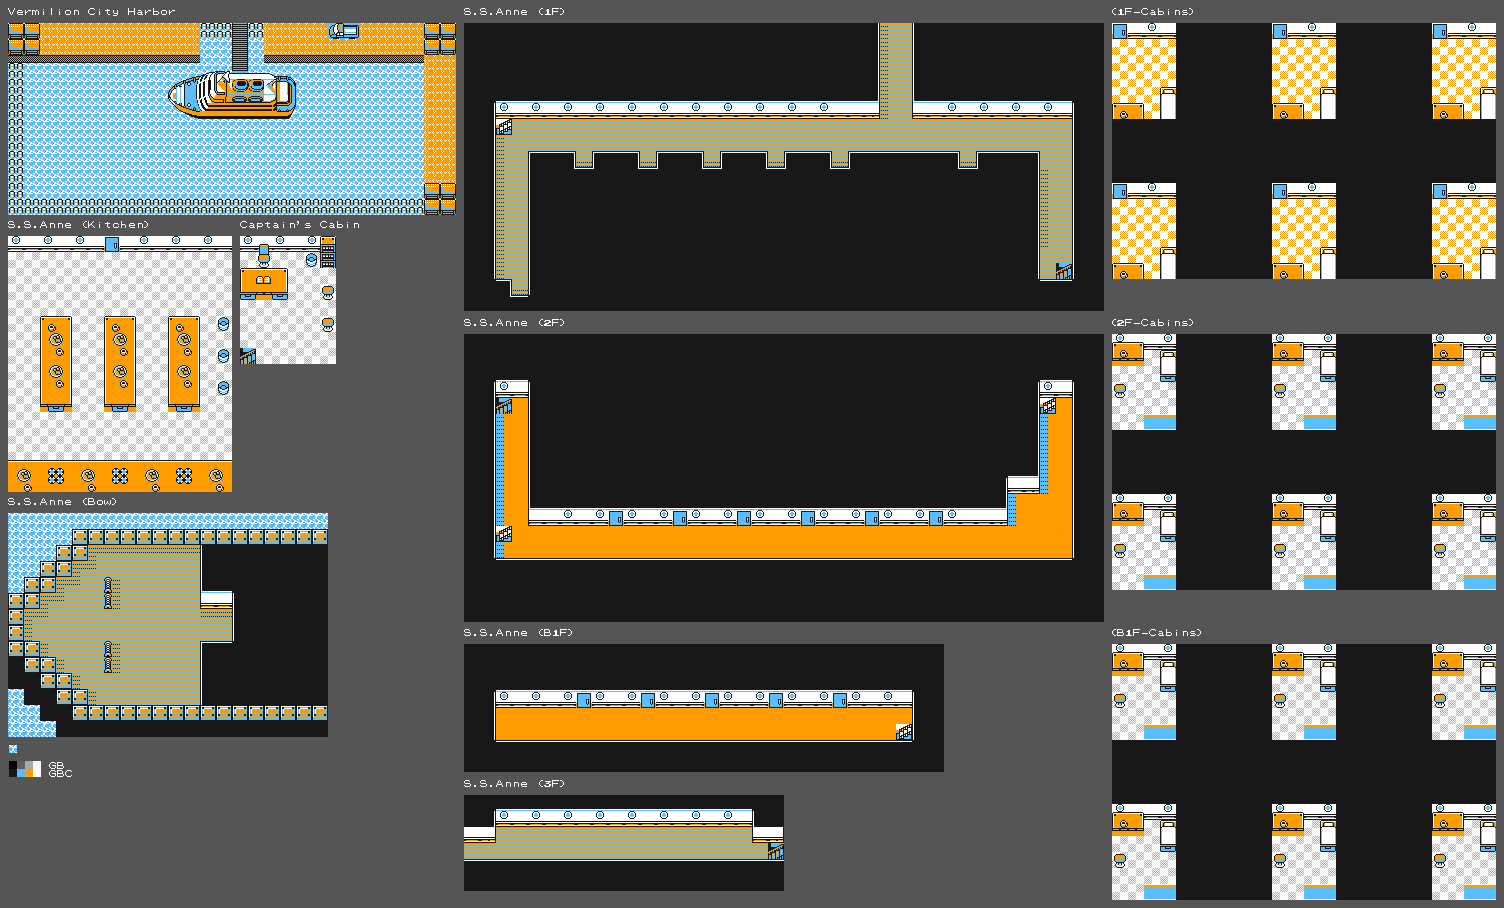 Vermilion City Harbor
S.S.Anne (1F)
(1F-Cabins)
S.S.Anne (Kitchen)
Captain's Cabin
S.S.Anne (2F)
(2F-Cabins)
S.S.Anne (Bow)
S.S.Anne (B1F)
(B1F-Cabins)
GB
GBC
S.S.Anne (3F)